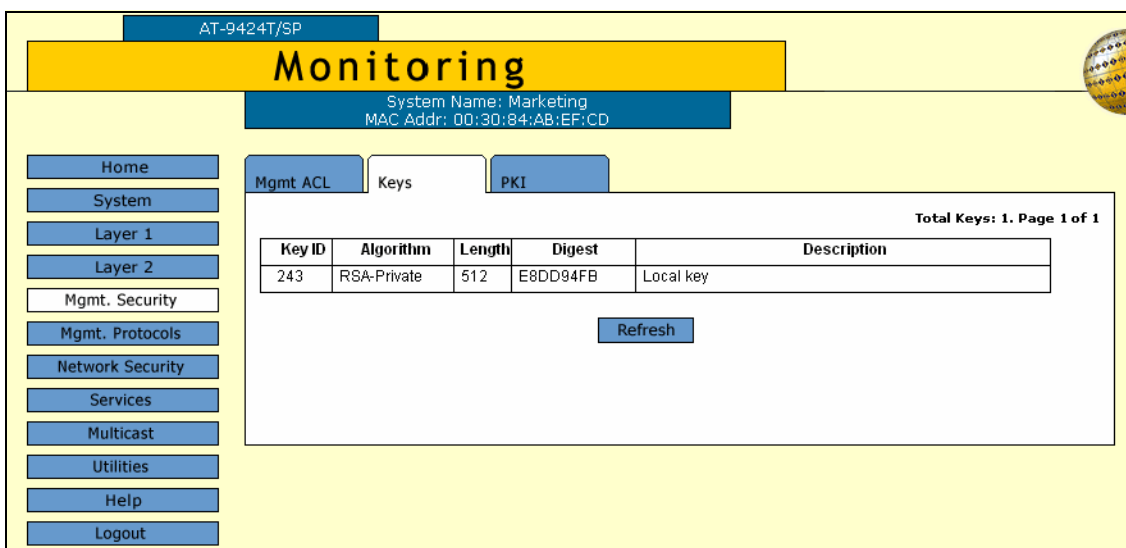 AT-9424T/SP
Monitoring
System Name: Marketing
MAC Addr: 00:30:84:AB:EF:CD
Home
System
Layer 1
Layer 2
Mgmt. Security
Mgmt. Protocols
Network Security
Services
Multicast
Utilities
Help
Logout
Mgmt ACL Keys PKI
Total Keys: 1. Page 1 of 1
Key ID Algorithm Length Digest Description
243 RSA-Private 512 E8DD94FB Local key
Refresh